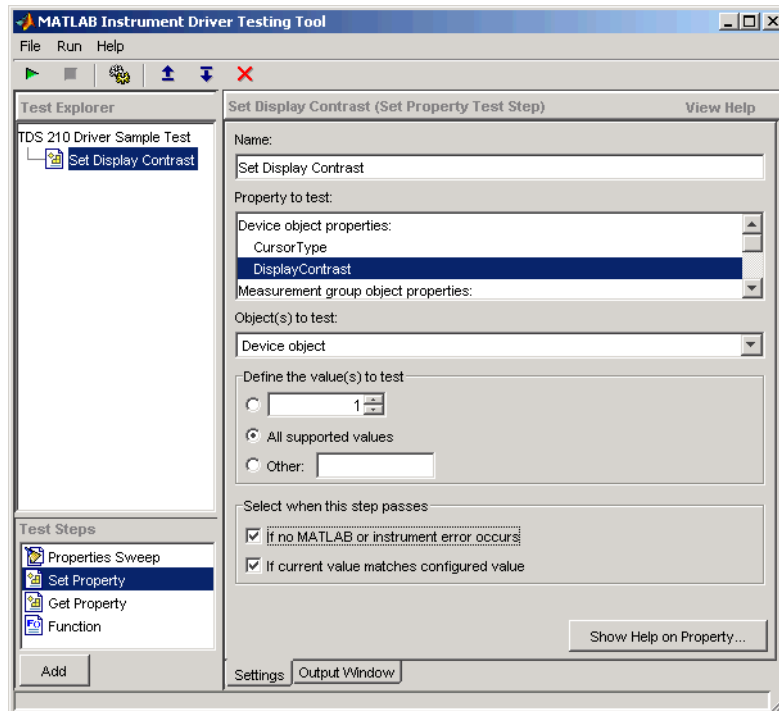 MATLAB Instrument Driver Testing Tool
File Run Help
Test Explorer
TDS 210 Driver Sample Test
Set Display Contrast
Test Steps
Properties Sweep
Set Property
Get Property
Function
Add
Set Display Contrast (Set Property Test Step) View Help
Name:
Set Display Contrast
Property to test:
Device object properties:
CursorType
DisplayContrast
Measurement group object properties:
Object(s) to test:
Device object
Define the value(s) to test
1
All supported values
Other:
Select when this step passes
If no MATLAB or instrument error occurs
If current value matches configured value
Show Help on Property...
Settings Output Window